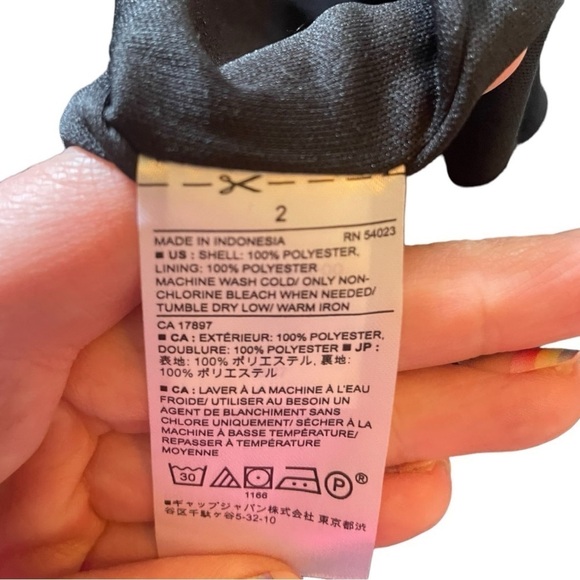 2
MADE IN INDONESIA RN 54023
■ US : SHELL: 100% POLYESTER,
LINING: 100% POLYESTER
MACHINE WASH COLD/ ONLY NON-
CHLORINE BLEACH WHEN NEEDED/
TUMBLE DRY LOW/ WARM IRON
CA 17897
■ CA : EXTÉRIEUR: 100% POLYESTER,
DOUBLURE: 100% POLYESTER ■ JP :
表地: 100% ポリエステル, 裏地:
100% ポリエステル
■ CA : LAVER À LA MACHINE À L'EAU
FROIDE/ UTILISER AU BESOIN UN
AGENT DE BLANCHIMENT SANS
CHLORE UNIQUEMENT/ SÉCHER À LA
MACHINE À BASSE TEMPÉRATURE/
REPASSER À TEMPÉRATURE
MOYENNE
30 P ®
1166
■ギャップジャパン株式会社 東京都渋
谷区千駄ヶ谷5-32-10